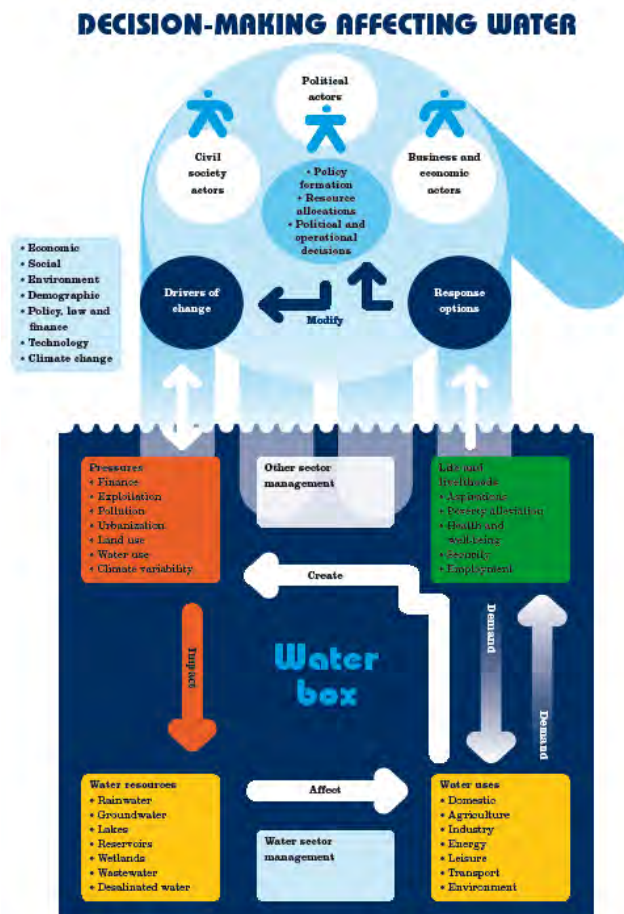 DECISION-MAKING AFFECTING WATER
Political
actors
Civil
society
actors
• Policy
formation
• Resource
allocations
• Political and
operational
decisions
Business and
economic
actors
• Economic
• Social
• Environment
• Demographic
• Policy, low and
finance
• Technology
• Climate change
Drivers of
change
Modify
Response
options
Pressures
• Finance
• Exploitation
• Pollution
• Urbanization
• Land use
• Water use
• Climate variability
Other sector
management
Life and
livelihoods
• Aspirations
• Poverty alleviation
• Health and
well-being
• Security
• Employment
Create
Impact
Water
box
Demand
Demand
Water resources
• Rainwater
• Groundwater
• Lakes
• Reservoirs
• Wetlands
• Wastewater
• Desalinated water
Affect
Water sector
management
Water uses
• Domestic
• Agriculture
• Industry
• Energy
• Leisure
• Transport
• Environment